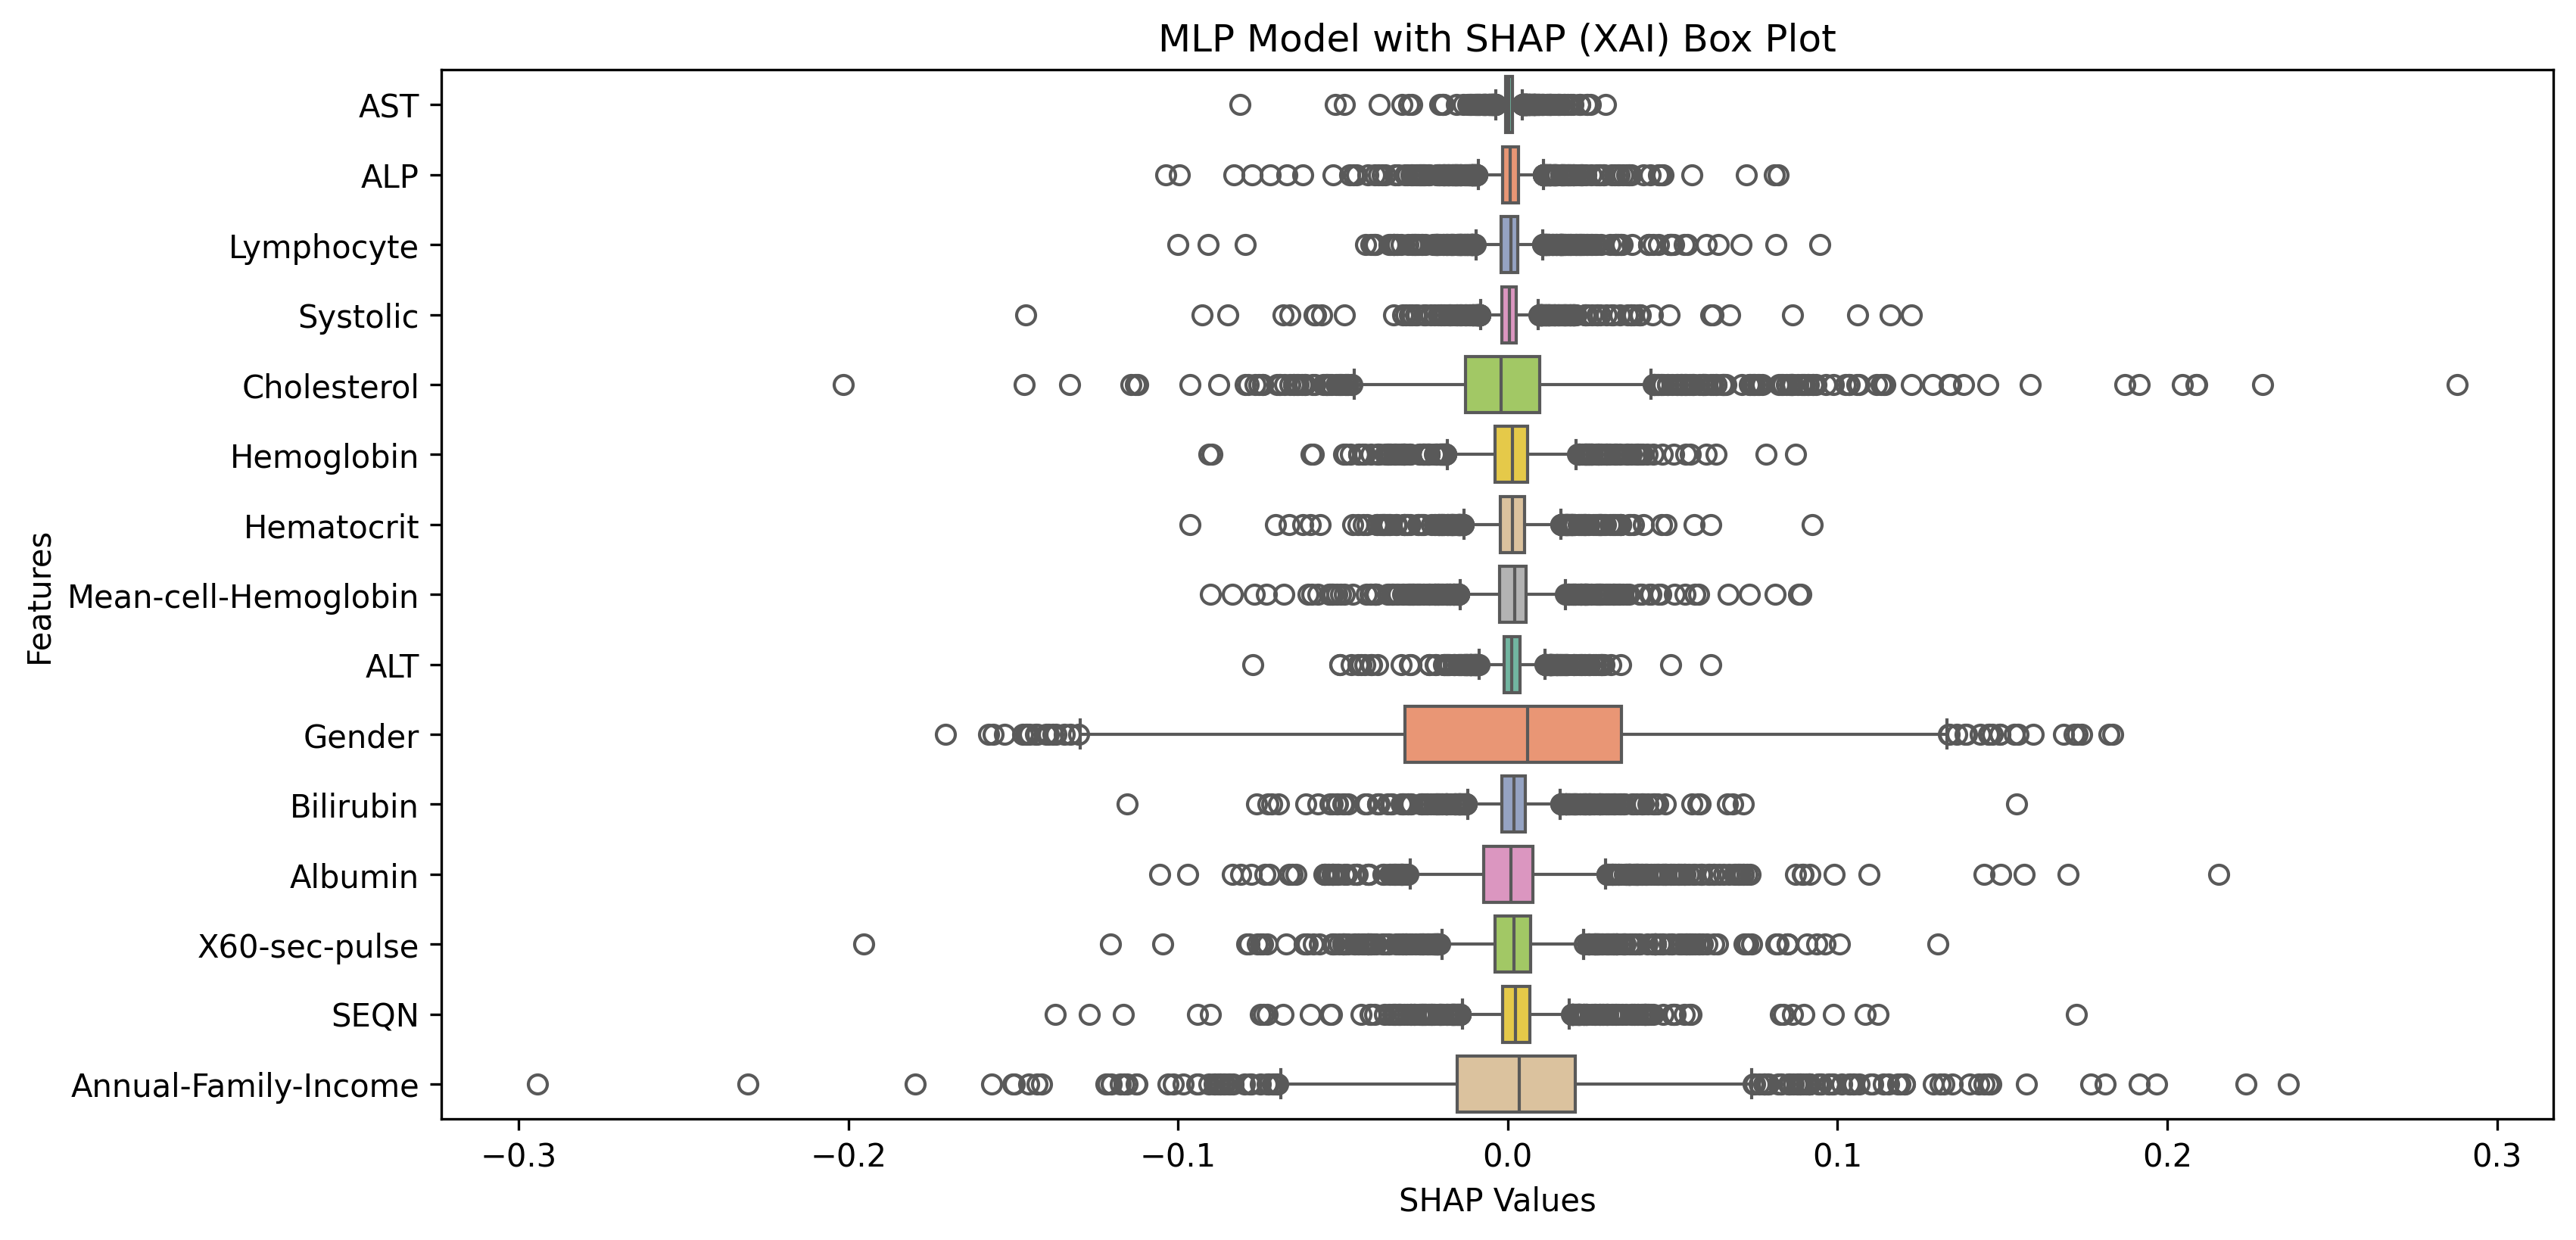 MLP Model with SHAP (XAI) Box Plot
AST
ALP
Lymphocyte
Systolic
Cholesterol
Hemoglobin
Hematocrit
Mean-cell-Hemoglobin
ALT
Gender
Bilirubin
Albumin
X60-sec-pulse
SEQN
Annual-Family-Income
Features
−0.3 −0.2 −0.1 0.0 0.1 0.2 0.3
SHAP Values